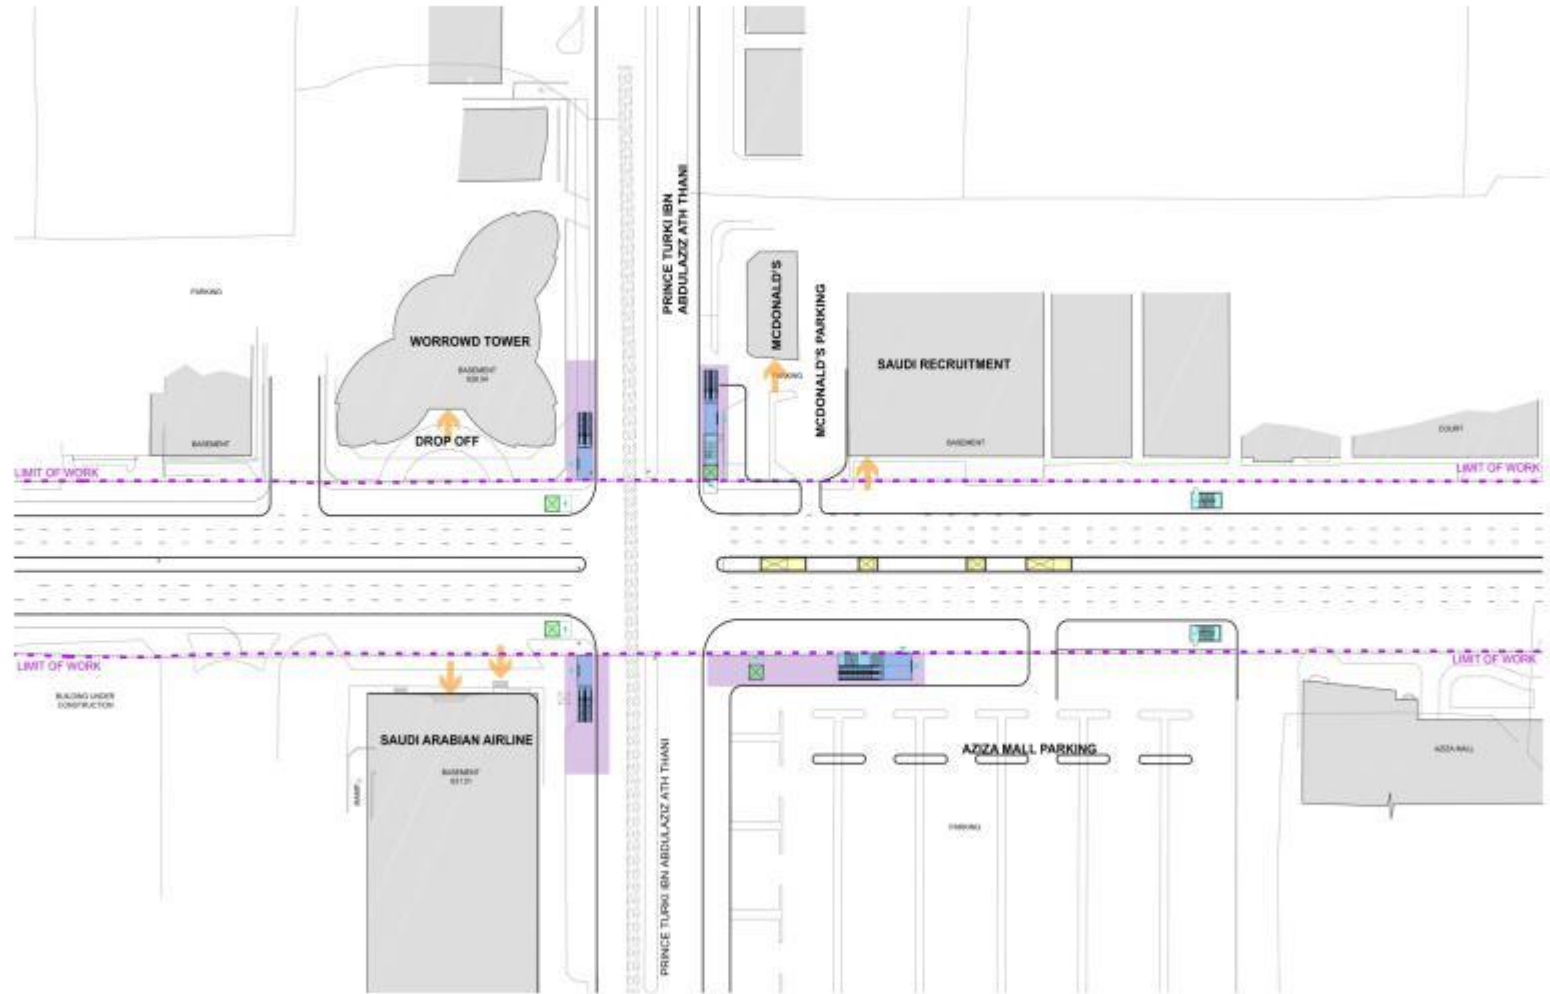 PRINCE TURKI IBN
ABDULAZIZ ATH THANI
MCDONALD'S
MCDONALD'S PARKING
PARKING
WORROWD TOWER
BASEMENT
SAUDI RECRUITMENT
BASEMENT
DROP OFF
BASEMENT
COURT
LIMIT OF WORK
LIMIT OF WORK
LIMIT OF WORK
LIMIT OF WORK
BUILDING UNDER
CONSTRUCTION
SAUDI ARABIAN AIRLINE
BASEMENT
RAMP
PRINCE TURKI IBN ABDULAZIZ ATH THANI
AZIZA MALL PARKING
AZIZA MALL
PARKING